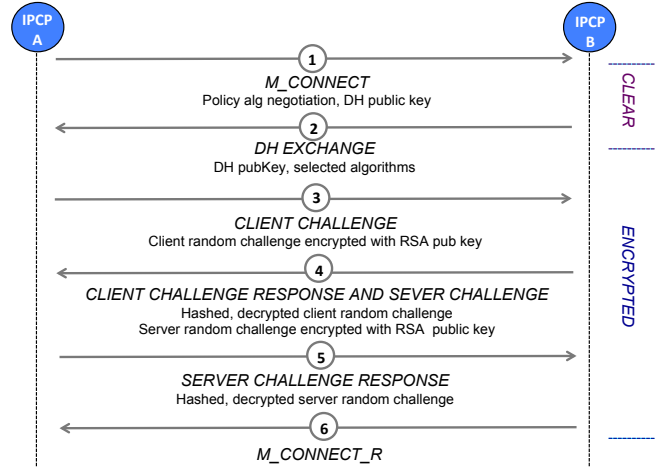 IPCP
A
IPCP
B
1
M_CONNECT
Policy alg negotiation, DH public key
CLEAR
2
DH EXCHANGE
DH pubKey, selected algorithms
3
CLIENT CHALLENGE
Client random challenge encrypted with RSA pub key
ENCRYPTED
4
CLIENT CHALLENGE RESPONSE AND SEVER CHALLENGE
Hashed, decrypted client random challenge
Server random challenge encrypted with RSA public key
5
SERVER CHALLENGE RESPONSE
Hashed, decrypted server random challenge
6
M_CONNECT_R